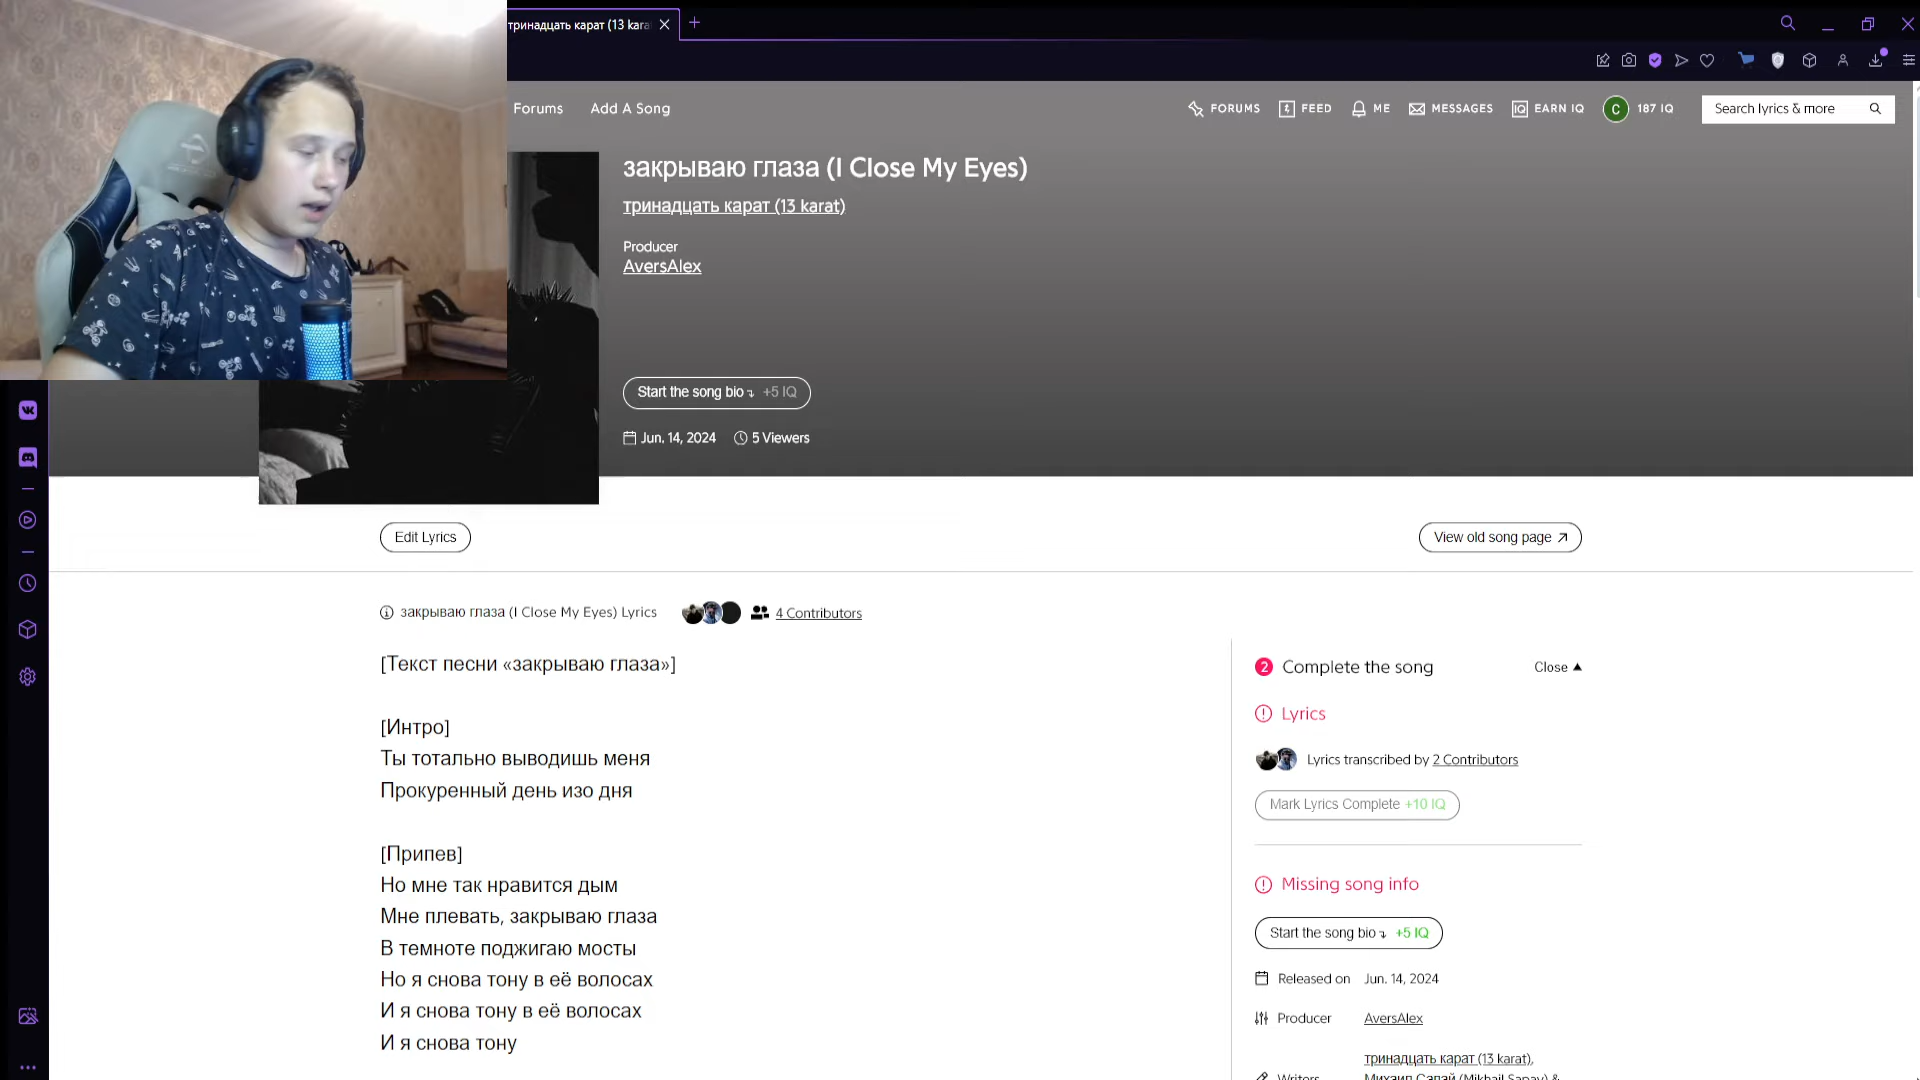 тринадцать карат (13 kara
Forums
Add A Song
FORUMS
FEED
ME
MESSAGES
EARN IQ
C
187 IQ
Search lyrics & more
закрываю глаза (I Close My Eyes)
тринадцать карат (13 karat)
Producer
AversAlex
Start the song bio +5 IQ
Jun. 14, 2024
5 Viewers
Edit Lyrics
View old song page
закрываю глаза (I Close My Eyes) Lyrics
4 Contributors
[Текст песни «закрываю глаза»]
[Интро]
Ты тотально выводишь меня
Прокуренный день изо дня
[Припев]
Но мне так нравится дым
Мне плевать, закрываю глаза
В темноте поджигаю мосты
Но я снова тону в её волосах
И я снова тону в её волосах
И я снова тону
2 Complete the song
Close
Lyrics
Lyrics transcribed by 2 Contributors
Mark Lyrics Complete +10 IQ
Missing song info
Start the song bio +5 IQ
Released on Jun. 14, 2024
Producer AversAlex
тринадцать карат (13 karat),
Writers Михаил Сапай (Mikhail Sapay) &